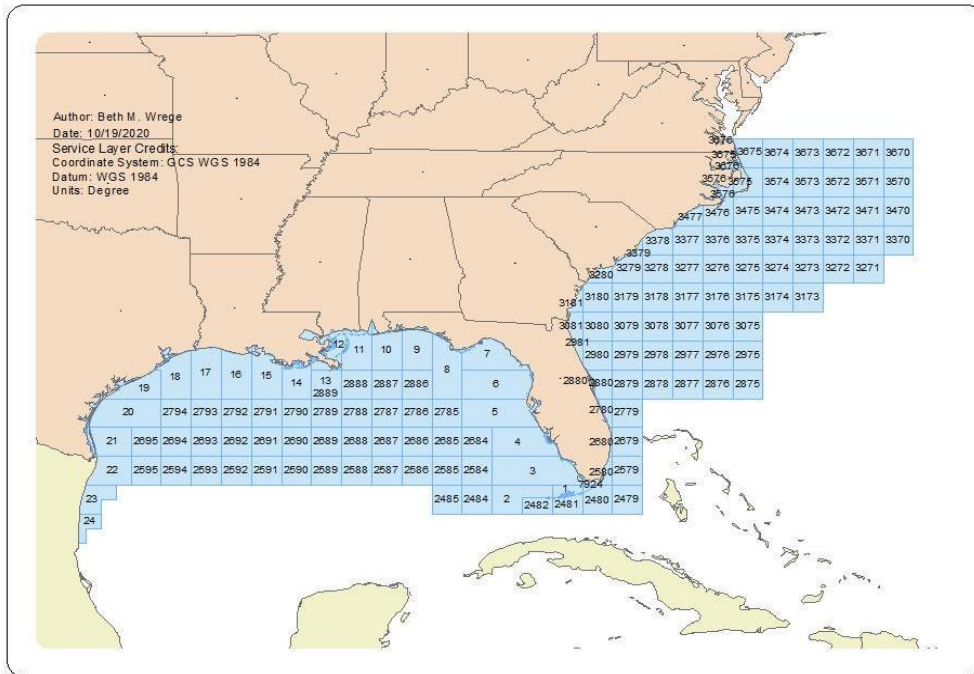 Author: Beth M. Wrege
Date: 10/19/2020
Service Layer Credits:
Coordinate System: GCS WGS 1984
Datum: WGS 1984
Units: Degree
3676
3675 3675 3674 3673 3672 3671 3670
3676
3576 3575 3574 3573 3572 3571 3570
3576
3477 3476 3475 3474 3473 3472 3471 3470
3378 3377 3376 3375 3374 3373 3372 3371 3370
3379
3280 3279 3278 3277 3276 3275 3274 3273 3272 3271
3181 3180 3179 3178 3177 3176 3175 3174 3173
3081 3080 3079 3078 3077 3076 3075
2981
2980 2979 2978 2977 2976 2975
12 11 10 9 7
19 18 17 16 15 14 13 2888 2887 2886 8 6 2880 2880 2879 2878 2877 2876 2875
2889
20 2794 2793 2792 2791 2790 2789 2788 2787 2786 2785 5 2780 2779
21 2695 2694 2693 2692 2691 2690 2689 2688 2687 2686 2685 2684 4 2680 2679
22 2595 2594 2593 2592 2591 2590 2589 2588 2587 2586 2585 2584 3 2580 2579
1 7924
23 2485 2484 2 2482 2481 2480 2479
24